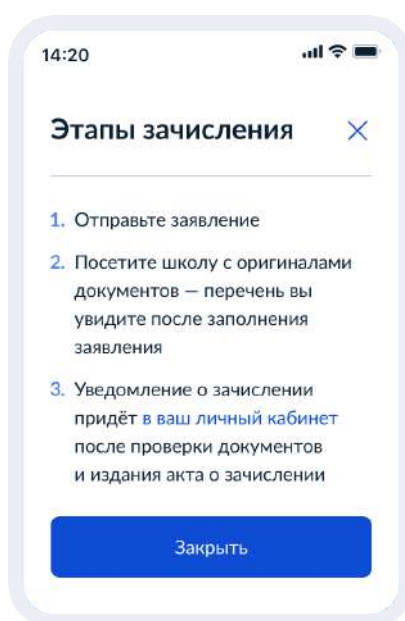 14:20
Этапы зачисления
1. Отправьте заявление
2. Посетите школу с оригиналами
документов — перечень вы
увидите после заполнения
заявления
3. Уведомление о зачислении
придёт в ваш личный кабинет
после проверки документов
и издания акта о зачислении
Закрыть